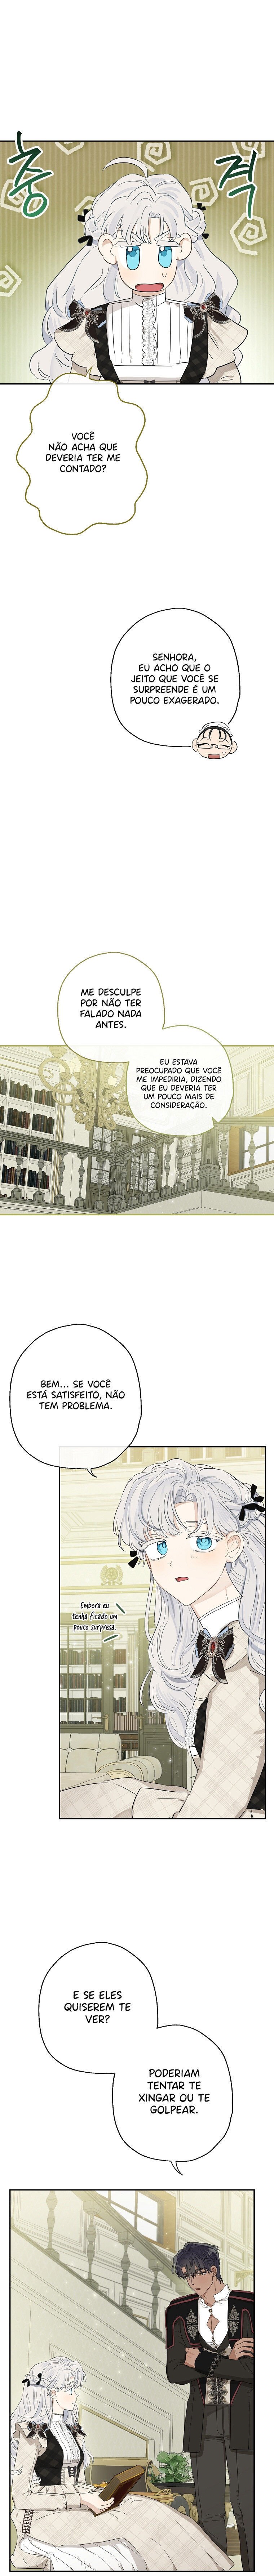 충
격
VOCÊ
NÃO ACHA QUE
DEVERIA TER ME
CONTADO?
SENHORA,
EU ACHO QUE O
JEITO QUE VOCÊ SE
SURPREENDE É UM
POUCO EXAGERADO.
ME DESCULPE
POR NÃO TER
FALADO NADA
ANTES.
EU ESTAVA
PREOCUPADO QUE VOCÊ
ME IMPEDIRIA, DIZENDO
QUE EU DEVERIA TER
UM POUCO MAIS DE
CONSIDERAÇÃO.
BEM... SE VOCÊ
ESTÁ SATISFEITO, NÃO
TEM PROBLEMA.
Embora eu
tenha ficado um
pouco surpresa.
E SE ELES
QUISEREM TE
VER?
PODERIAM
TENTAR TE
XINGAR OU TE
GOLPEAR.